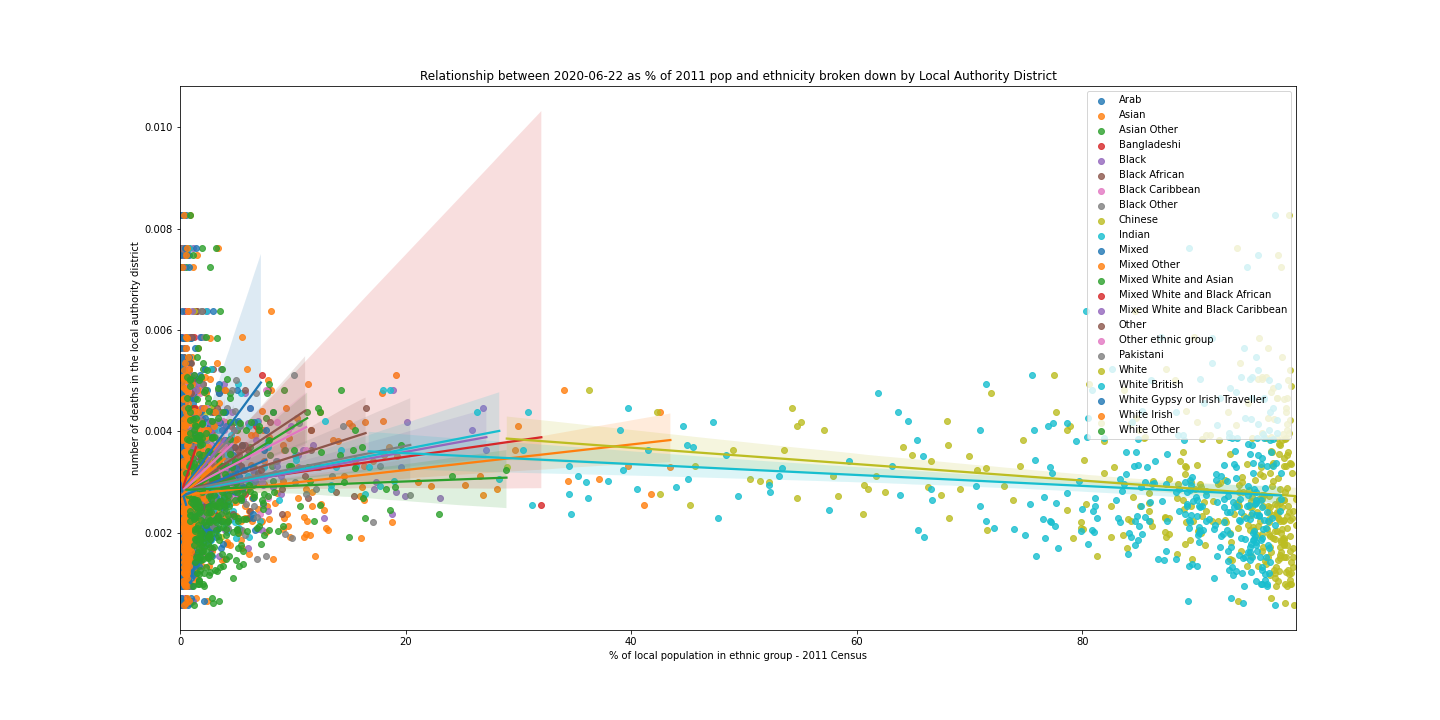 Relationship between 2020-06-22 as % of 2011 pop and ethnicity broken down by Local Authority District
number of deaths in the local authority district
0.010
0.008
0.006
0.004
0.002
0
20
40
60
80
% of local population in ethnic group - 2011 Census
Arab
Asian
Asian Other
Bangladeshi
Black
Black African
Black Caribbean
Black Other
Chinese
Indian
Mixed
Mixed Other
Mixed White and Asian
Mixed White and Black African
Mixed White and Black Caribbean
Other
Other ethnic group
Pakistani
White
White British
White Gypsy or Irish Traveller
White Irish
White Other